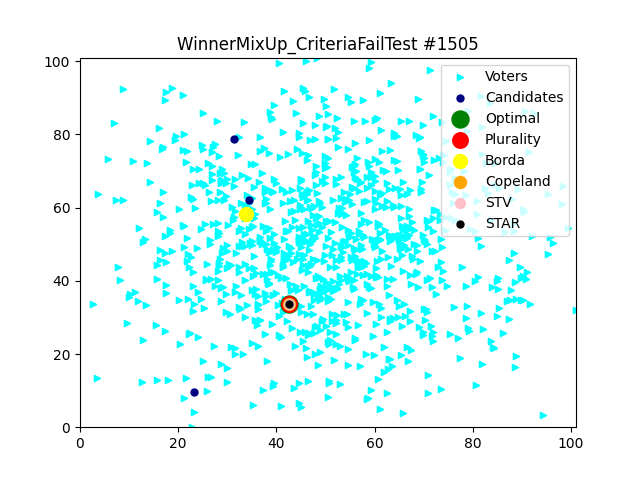 WinnerMixUp_CriteriaFailTest #1505
100
80
60
40
20
0
0 20 40 60 80 100
Voters
Candidates
Optimal
Plurality
Borda
Copeland
STV
STAR